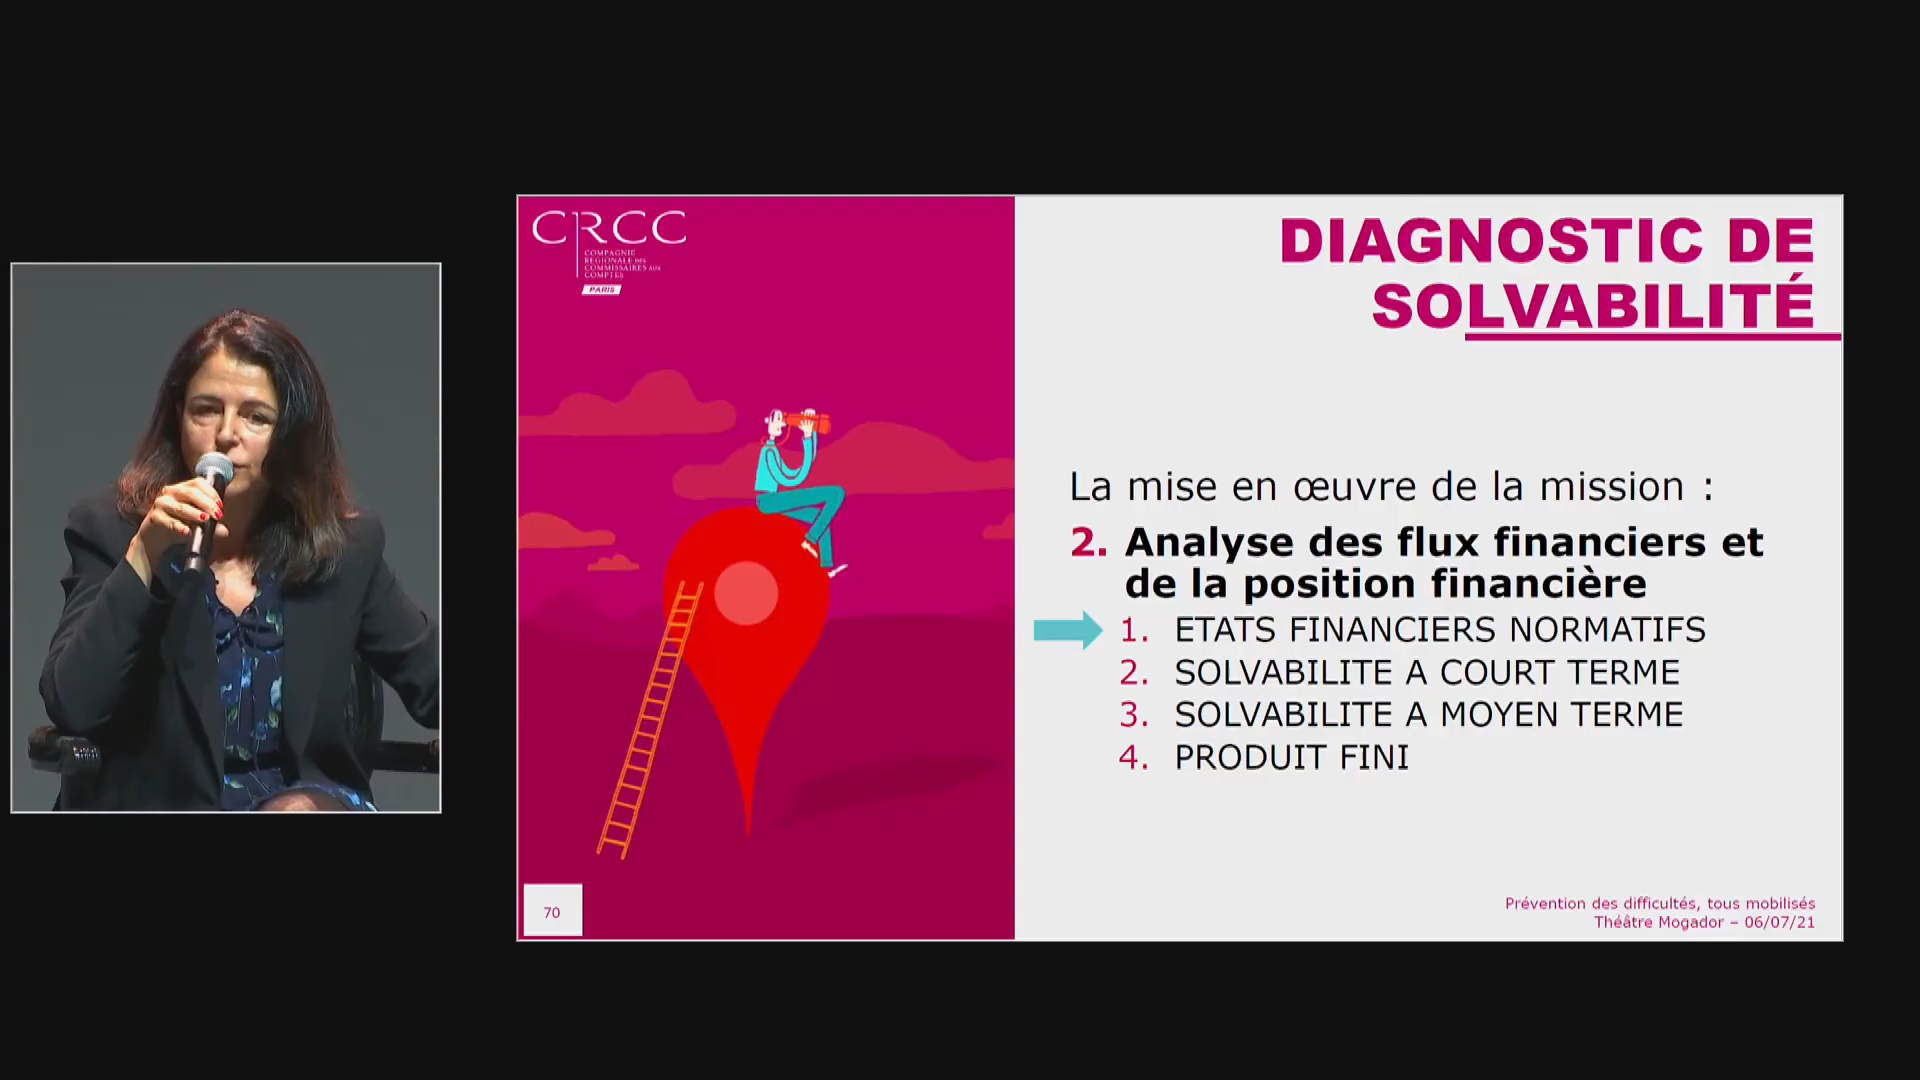 CRCC
COMPAGNIE
REGIONALE DES
COMMISSAIRES AUX
COMPTES
PARIS
DIAGNOSTIC DE
SOLVABILITÉ
La mise en œuvre de la mission :
2. Analyse des flux financiers et
de la position financière
1. ETATS FINANCIERS NORMATIFS
2. SOLVABILITE A COURT TERME
3. SOLVABILITE A MOYEN TERME
4. PRODUIT FINI
70
Prévention des difficultés, tous mobilisés
Théâtre Mogador – 06/07/21